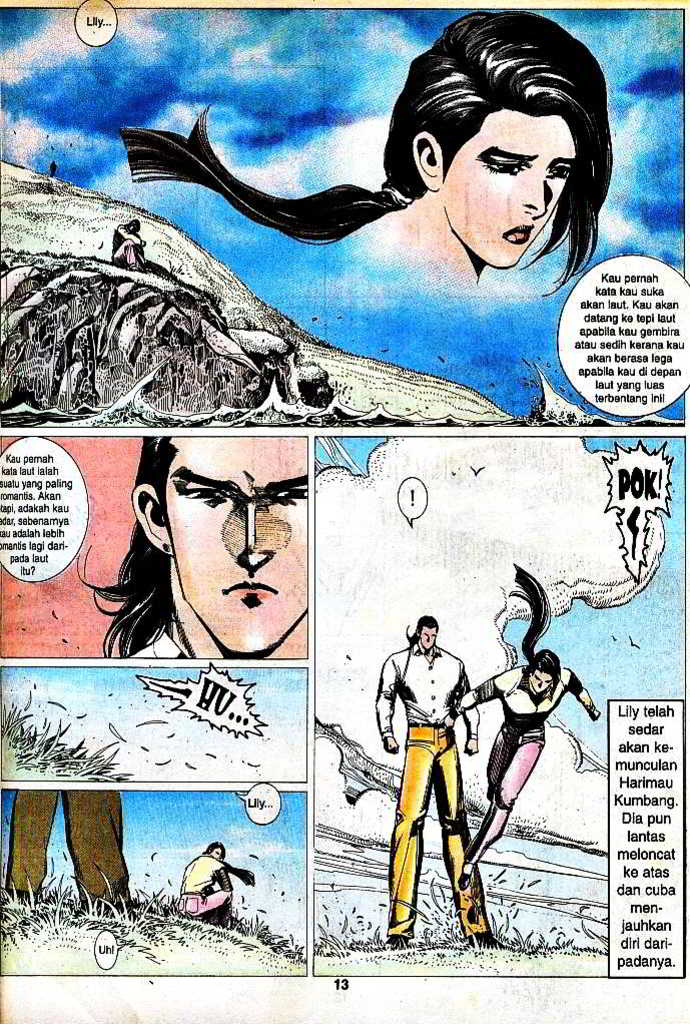 Lily...
Kau pernah
kata kau suka
akan laut. Kau akan
datang ke tepi laut
apabila kau gembira
atau sedih kerana kau
akan berasa lega
apabila kau di depan
laut yang luas
terbentang ini!
Kau pernah
kata laut ialah
suatu yang paling
romantis. Akan
tapi, adakah kau
edar, sebenarnya
kau adalah lebih
omantis lagi dari-
pada laut
itu?
HU...
Lily...
Uh!
!
POK!
Lily telah
sedar
akan ke-
munculan
Harimau
Kumbang.
Dia pun
lantas
meloncat
ke atas
dan cuba
men-
jauhkan
diri dari-
padanya.
13